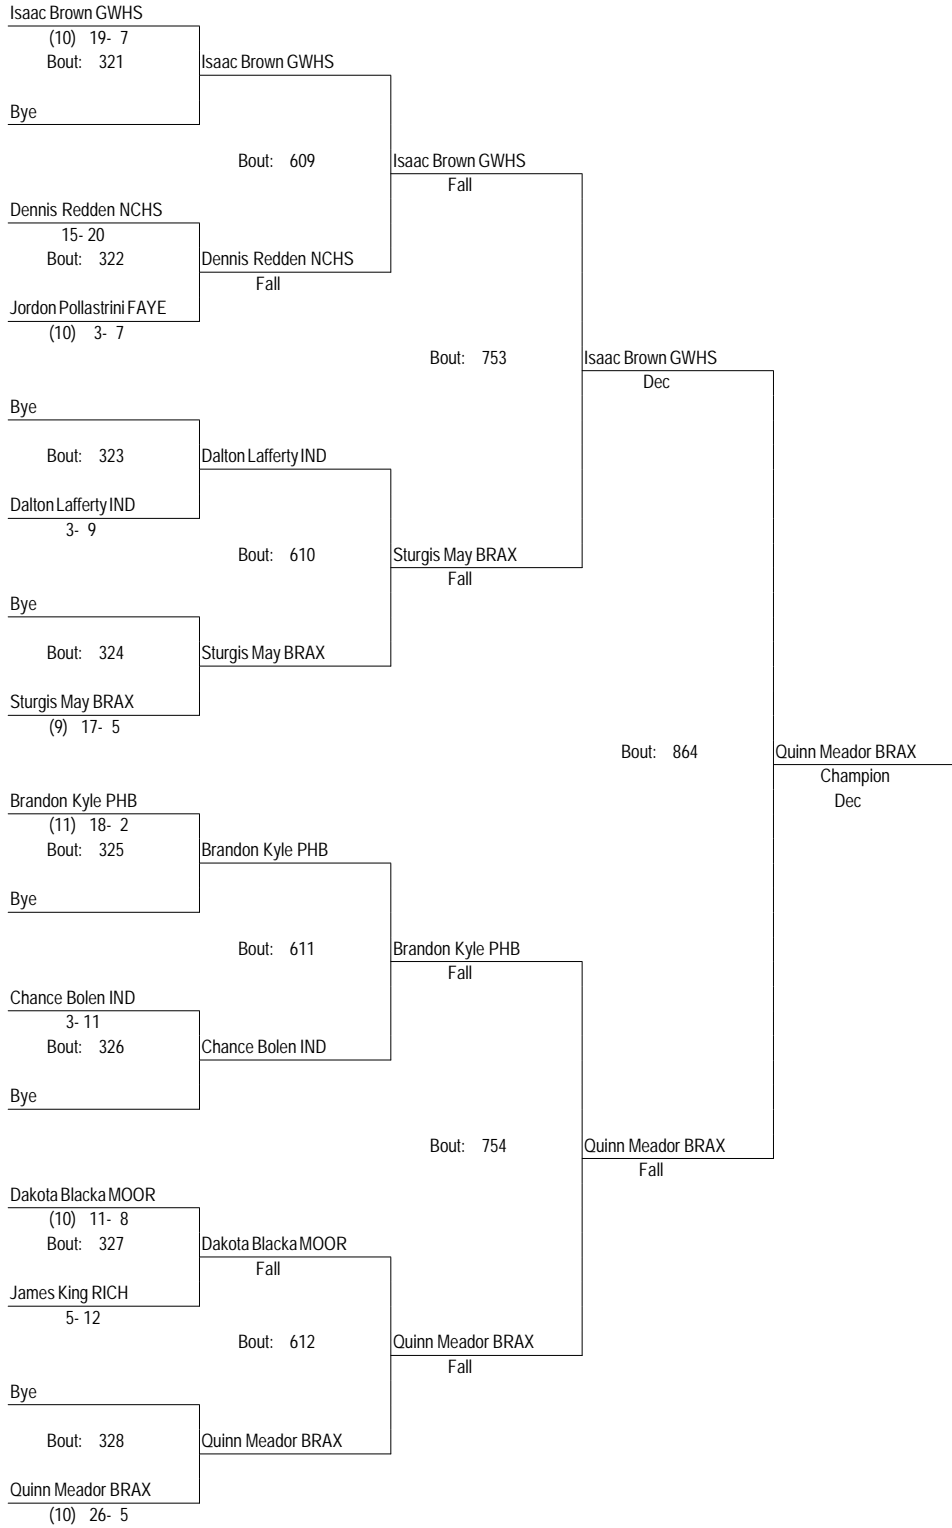 Isaac Brown GWHS
(10) 19- 7
Bout: 321
Isaac Brown GWHS
Bye
Bout: 609
Isaac Brown GWHS
Fall
Dennis Redden NCHS
15- 20
Bout: 322
Dennis Redden NCHS
Fall
Jordon Pollastrini FAYE
(10) 3- 7
Bout: 753
Isaac Brown GWHS
Dec
Bye
Bout: 323
Dalton Lafferty IND
Dalton Lafferty IND
3- 9
Bout: 610
Sturgis May BRAX
Fall
Bye
Bout: 324
Sturgis May BRAX
Sturgis May BRAX
(9) 17- 5
Bout: 864
Quinn Meador BRAX
Champion
Dec
Brandon Kyle PHB
(11) 18- 2
Bout: 325
Brandon Kyle PHB
Bye
Bout: 611
Brandon Kyle PHB
Fall
Chance Bolen IND
3- 11
Bout: 326
Chance Bolen IND
Bye
Bout: 754
Quinn Meador BRAX
Fall
Dakota Blacka MOOR
(10) 11- 8
Bout: 327
Dakota Blacka MOOR
Fall
James King RICH
5- 12
Bout: 612
Quinn Meador BRAX
Fall
Bye
Bout: 328
Quinn Meador BRAX
Quinn Meador BRAX
(10) 26- 5